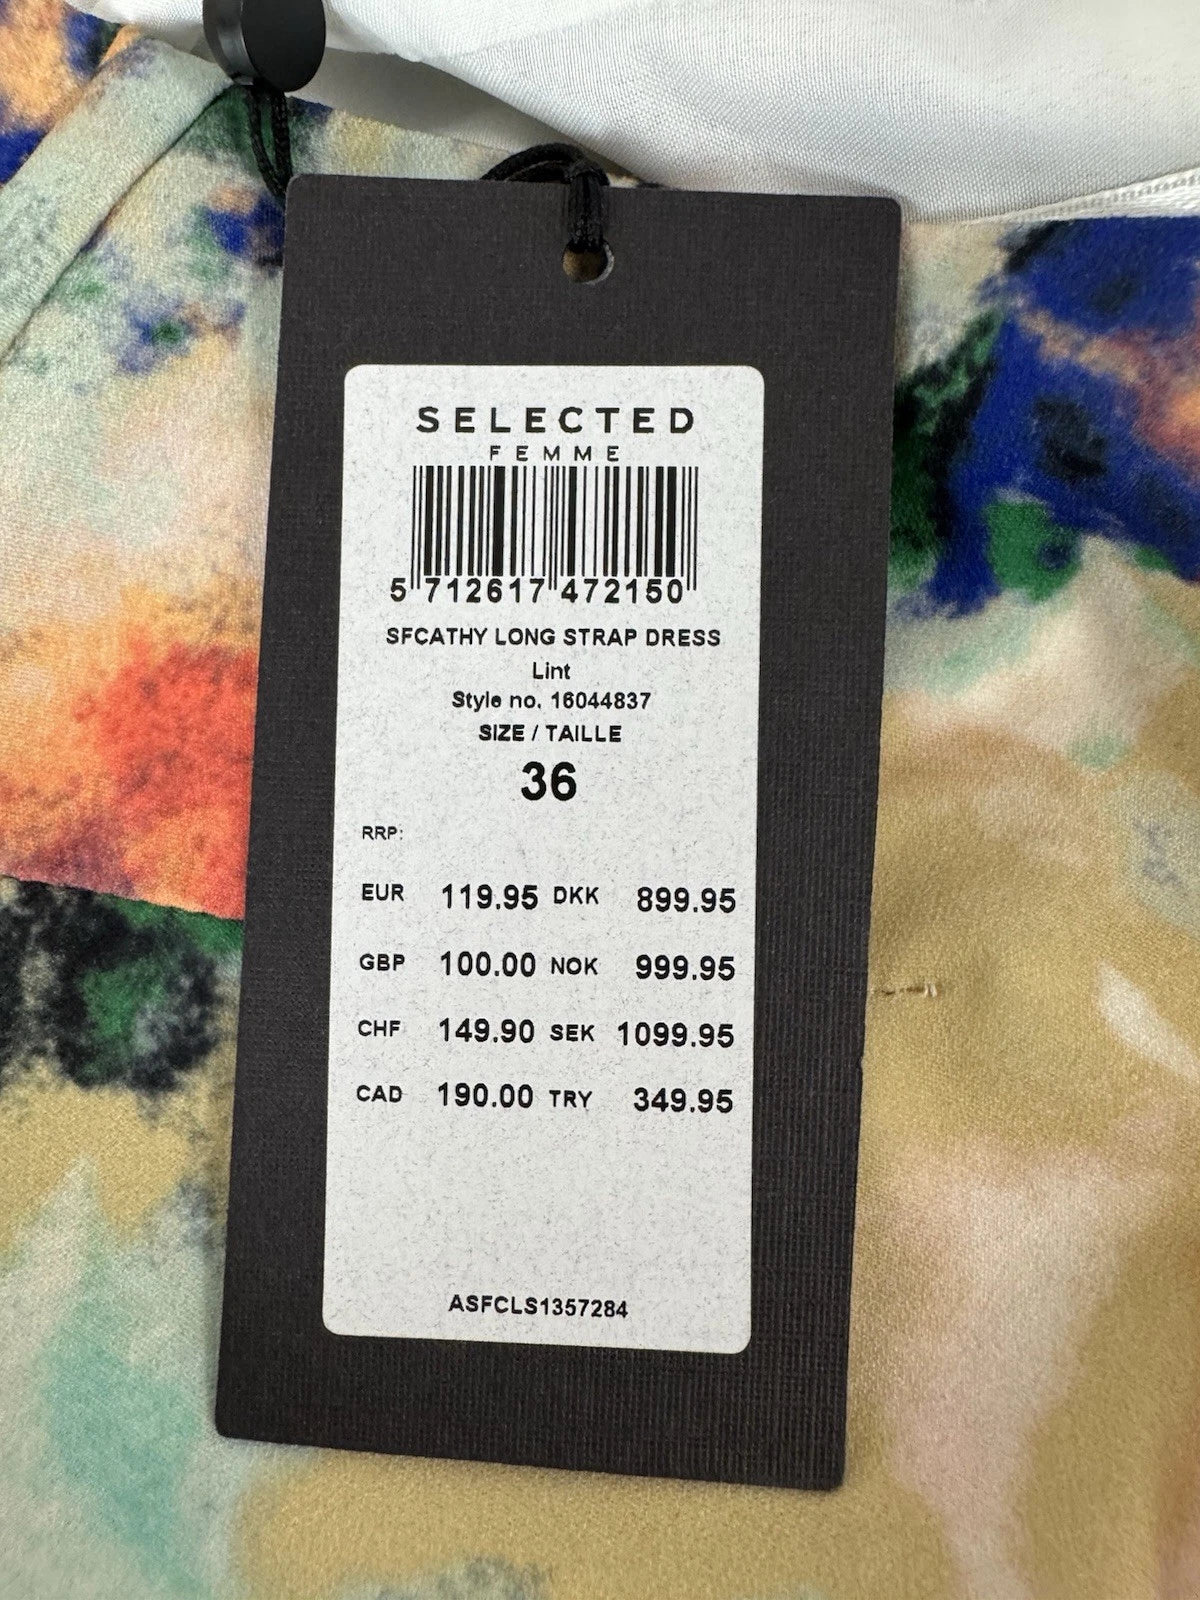 SELECTED
FEMME
5 712617 472150
SFCATHY LONG STRAP DRESS
Lint
Style no. 16044837
SIZE / TAILLE
36
RRP:
EUR 119.95 DKK 899.95
GBP 100.00 NOK 999.95
CHF 149.90 SEK 1099.95
CAD 190.00 TRY 349.95
ASFCLS1357284